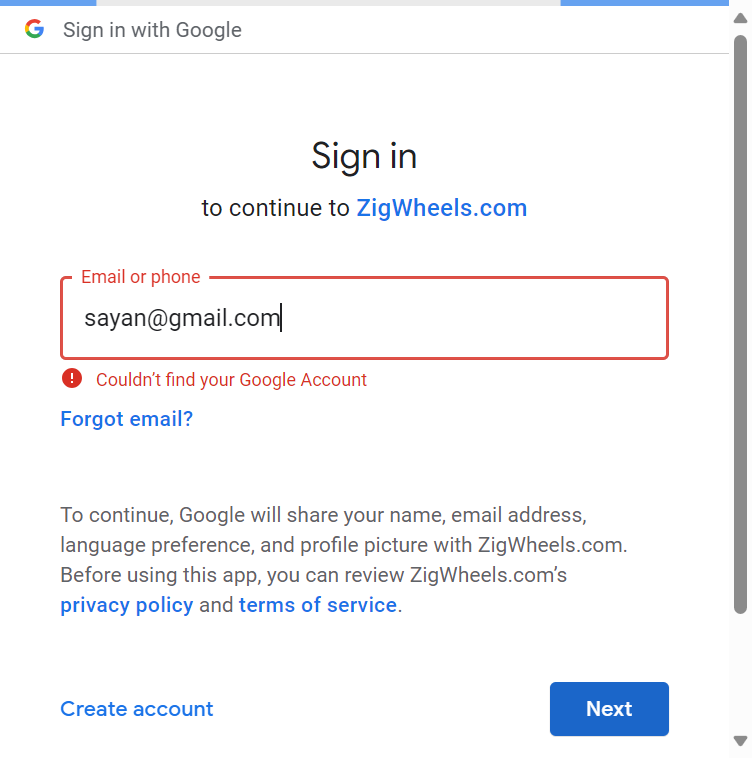 Sign in with Google
Sign in
to continue to ZigWheels.com
Email or phone
sayan@gmail.com
Couldn't find your Google Account
Forgot email?
To continue, Google will share your name, email address,
language preference, and profile picture with ZigWheels.com.
Before using this app, you can review ZigWheels.com's
privacy policy and terms of service.
Create account
Next